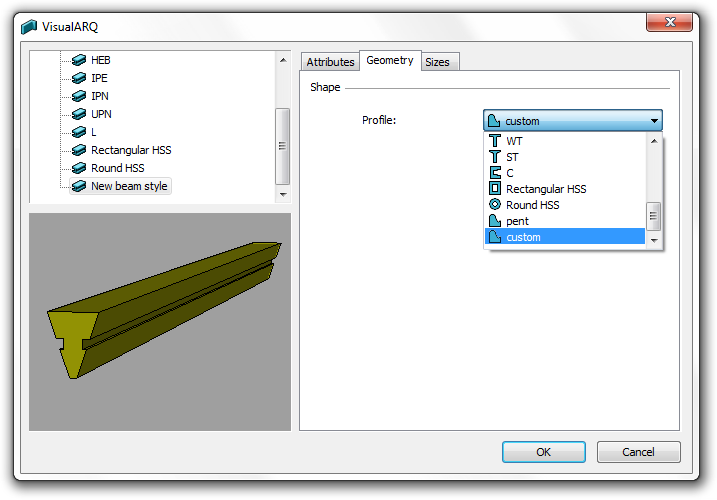 VisualARQ
HEB
IPE
IPN
UPN
L
Rectangular HSS
Round HSS
New beam style
Attributes
Geometry
Sizes
Shape
Profile:
custom
WT
ST
C
Rectangular HSS
Round HSS
pent
custom
OK
Cancel